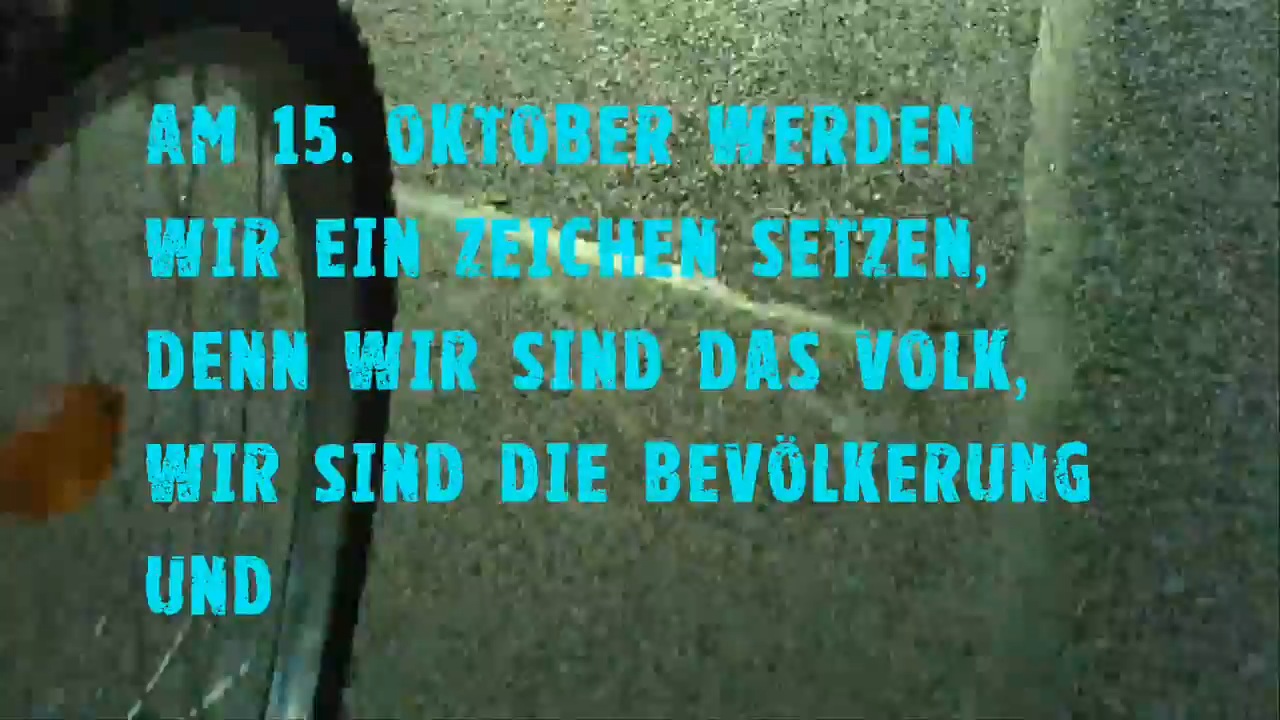 AM 15. OKTOBER WERDEN
WIR EIN ZEICHEN SETZEN,
DENN WIR SIND DAS VOLK,
WIR SIND DIE BEVÖLKERUNG
UND